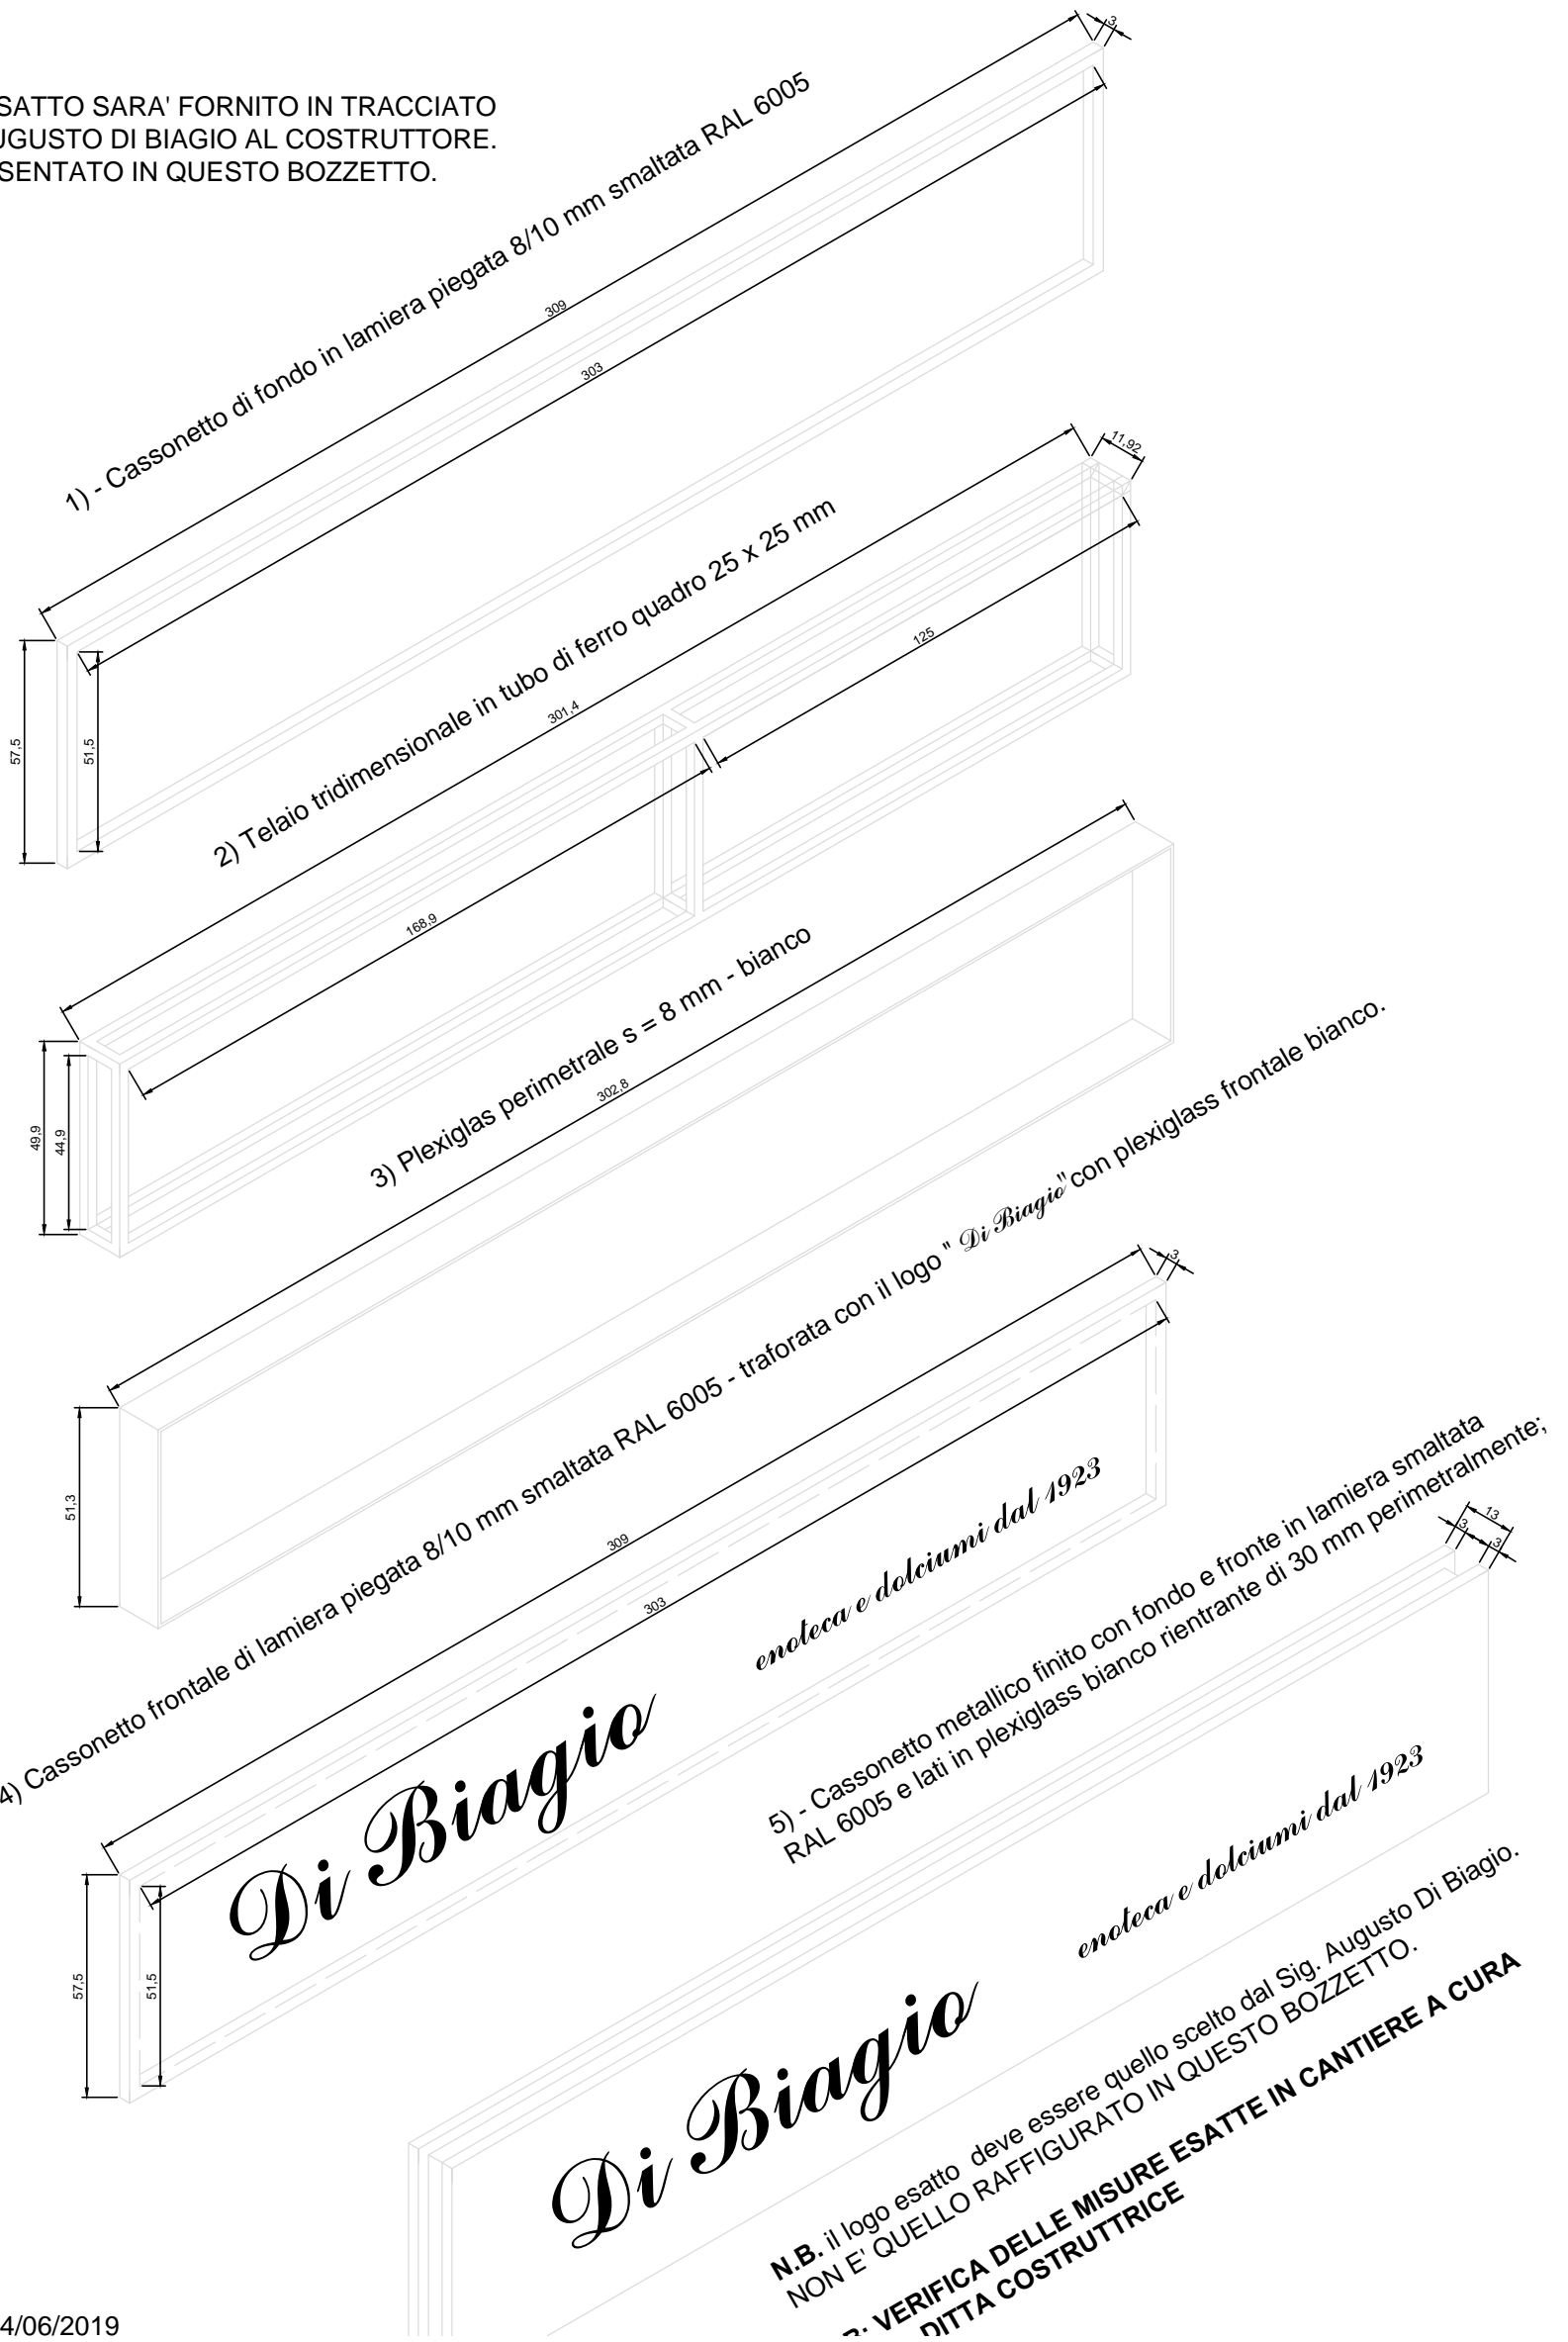 SATTO SARA' FORNITO IN TRACCIATO
UGUSTO DI BIAGIO AL COSTRUTTORE.
SENTATO IN QUESTO BOZZETTO.
3
1) - Cassonetto di fondo in lamiera piegata 8/10 mm smaltata RAL 6005
309
303
57,5
51,5
11,92
2) Telaio tridimensionale in tubo di ferro quadro 25 x 25 mm
301,4
125
168,9
49,9
44,9
3) Plexiglas perimetrale s = 8 mm - bianco
302,8
51,3
4) Cassonetto frontale di lamiera piegata 8/10 mm smaltata RAL 6005 - traforata con il logo " Di Biagio" con plexiglass frontale bianco.
3
309
303
57,5
51,5
Di Biagio
enoteca e dolciumi dal 1923
5) - Cassonetto metallico finito con fondo e fronte in lamiera smaltata
RAL 6005 e lati in plexiglass bianco rientrante di 30 mm perimetralmente;
13
3
3
Di Biagio
enoteca e dolciumi dal 1923
N.B. il logo esatto deve essere quello scelto dal Sig. Augusto Di Biagio.
NON E' QUELLO RAFFIGURATO IN QUESTO BOZZETTO.
B: VERIFICA DELLE MISURE ESATTE IN CANTIERE A CURA
DITTA COSTRUTTRICE
4/06/2019